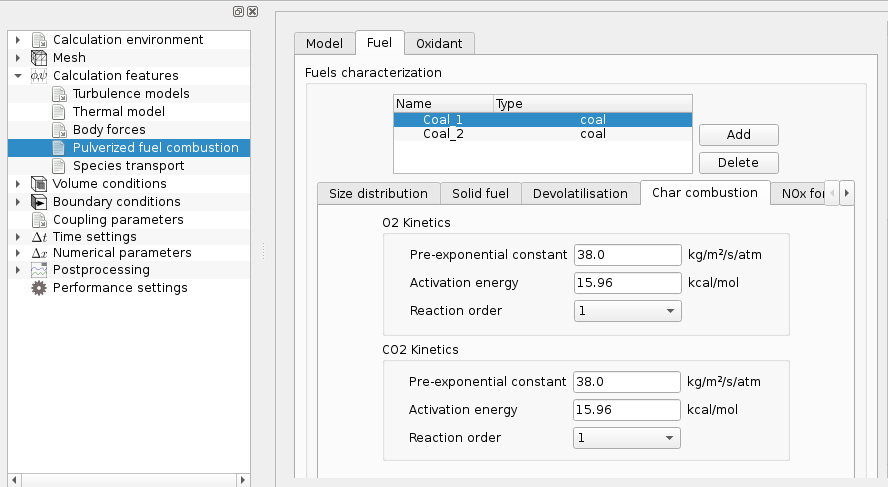 Calculation environment
Mesh
Calculation features
Turbulence models
Thermal model
Body forces
Pulverized fuel combustion
Species transport
Volume conditions
Boundary conditions
Coupling parameters
Δt Time settings
Δx Numerical parameters
Postprocessing
Performance settings
Model Fuel Oxidant
Fuels characterization
Name Type
Coal_1 coal
Coal_2 coal
Add
Delete
Size distribution Solid fuel Devolatilisation Char combustion NOx for
O2 Kinetics
Pre-exponential constant 38.0 kg/m²/s/atm
Activation energy 15.96 kcal/mol
Reaction order 1
CO2 Kinetics
Pre-exponential constant 38.0 kg/m²/s/atm
Activation energy 15.96 kcal/mol
Reaction order 1